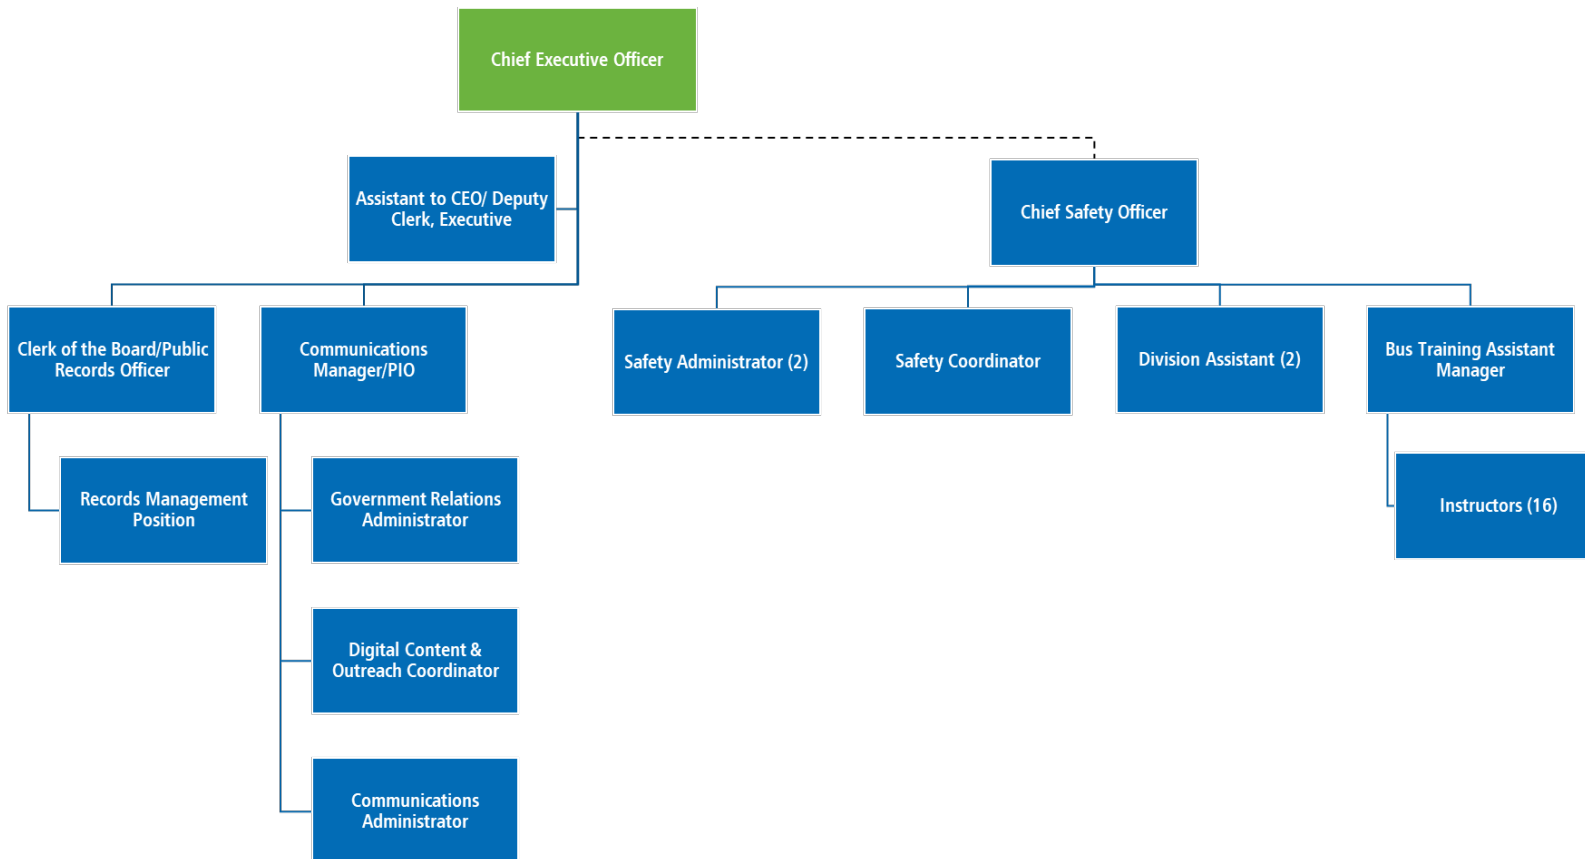 Chief Executive Officer
Assistant to CEO/ Deputy
Clerk, Executive
Chief Safety Officer
Clerk of the Board/Public
Records Officer
Communications
Manager/PIO
Safety Administrator (2)
Safety Coordinator
Division Assistant (2)
Bus Training Assistant
Manager
Records Management
Position
Government Relations
Administrator
Instructors (16)
Digital Content &
Outreach Coordinator
Communications
Administrator